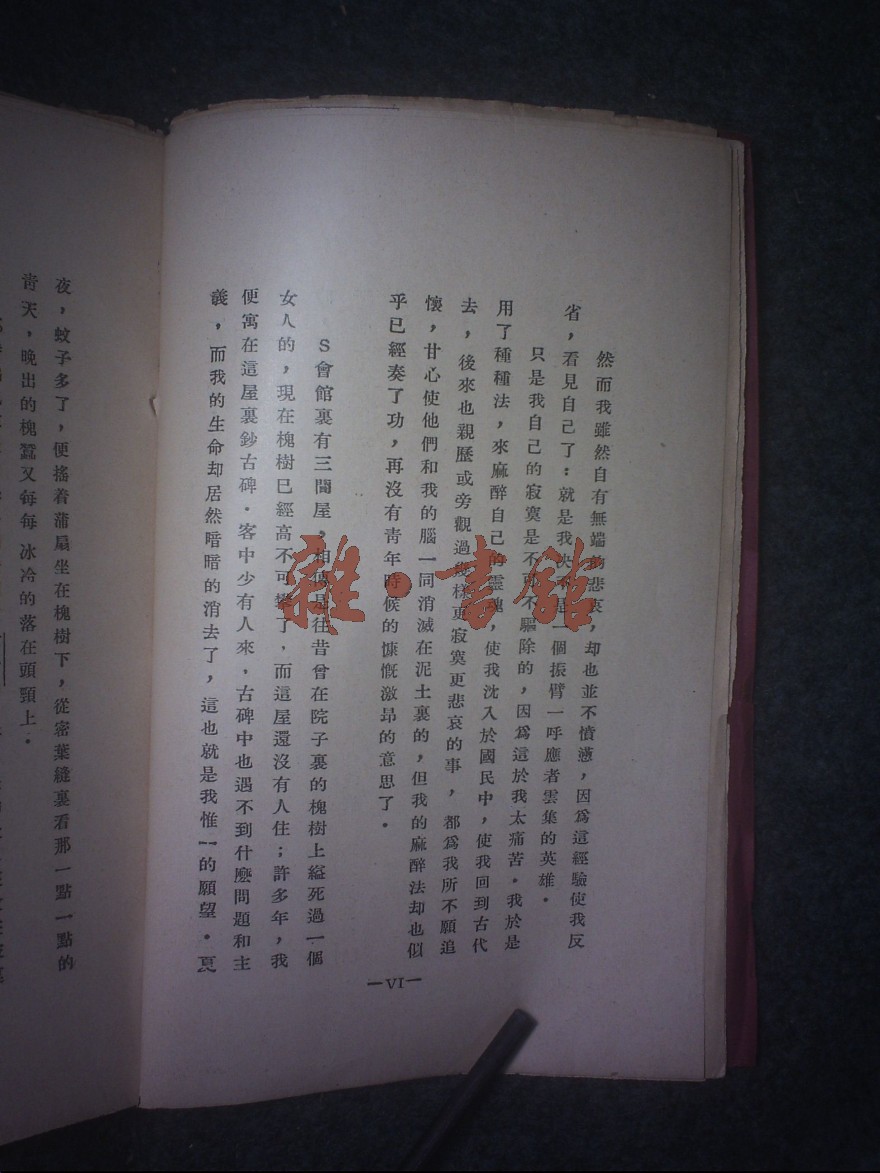 然而我雖然自有無端的悲哀，却也並不憤懣，因爲這經驗使我反
省，看見自己了：就是我决不是一個振臂一呼應者雲集的英雄．
只是我自己的寂寞是不可不驅除的，因爲這於我太痛苦．我於是
用了種種法，來麻醉自己的靈魂，使我沈入於國民中，使我回到古代
去，後來也親歷或旁觀過幾樣更寂寞更悲哀的事，都爲我所不願追
懷，甘心使他們和我的腦一同消滅在泥土裏的，但我的麻醉法却也似
乎已經奏了功，再沒有青年時候的慷慨激昂的意思了．
S會館裏有三間屋，相傳是往昔曾在院子裏的槐樹上縊死過一個
女人的，現在槐樹已經高不可攀了，而這屋還沒有人住；許多年，我
便寓在這屋裏鈔古碑．客中少有人來，古碑中也遇不到什麽問題和主
義，而我的生命却居然暗暗的消去了，這也就是我惟一的願望．夏
—VI—
夜，蚊子多了，便搖着蒲扇坐在槐樹下，從密葉縫裏看那一點一點的
青天，晚出的槐蠶又每每冰冷的落在頭頸上．
雜·書館